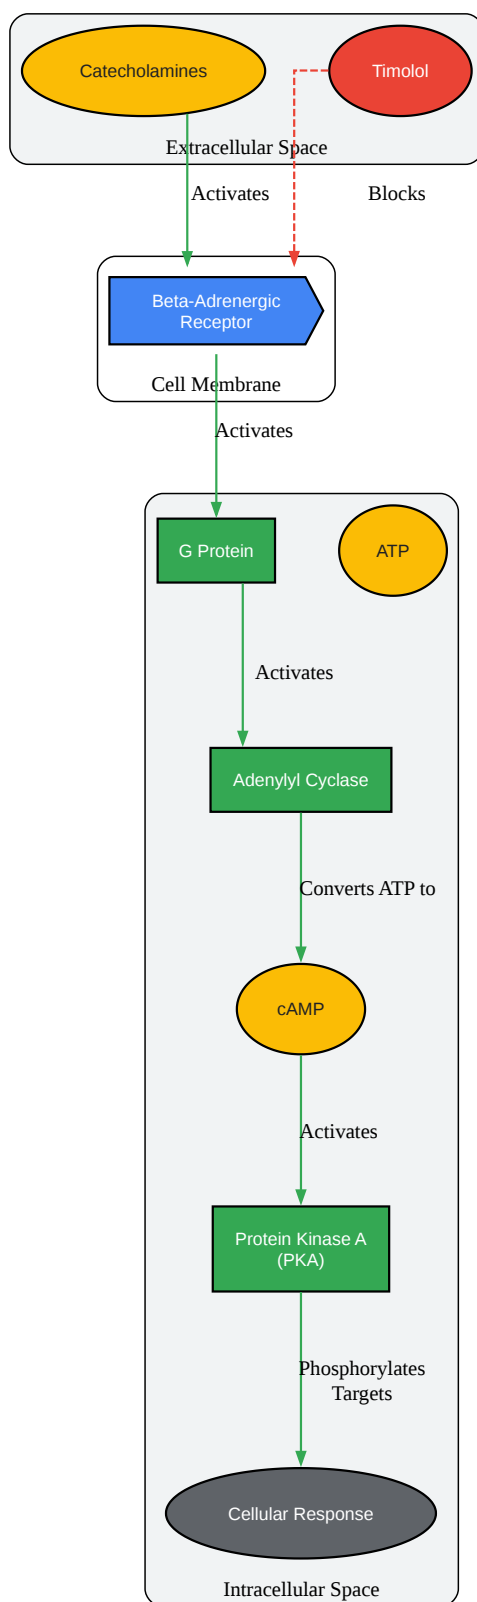 Catecholamines
Timolol
Extracellular Space
Activates
Blocks
Beta-Adrenergic
Receptor
Cell Membrane
Activates
G Protein
ATP
Activates
Adenylyl Cyclase
Converts ATP to
cAMP
Activates
Protein Kinase A
(PKA)
Phosphorylates
Targets
Cellular Response
Intracellular Space